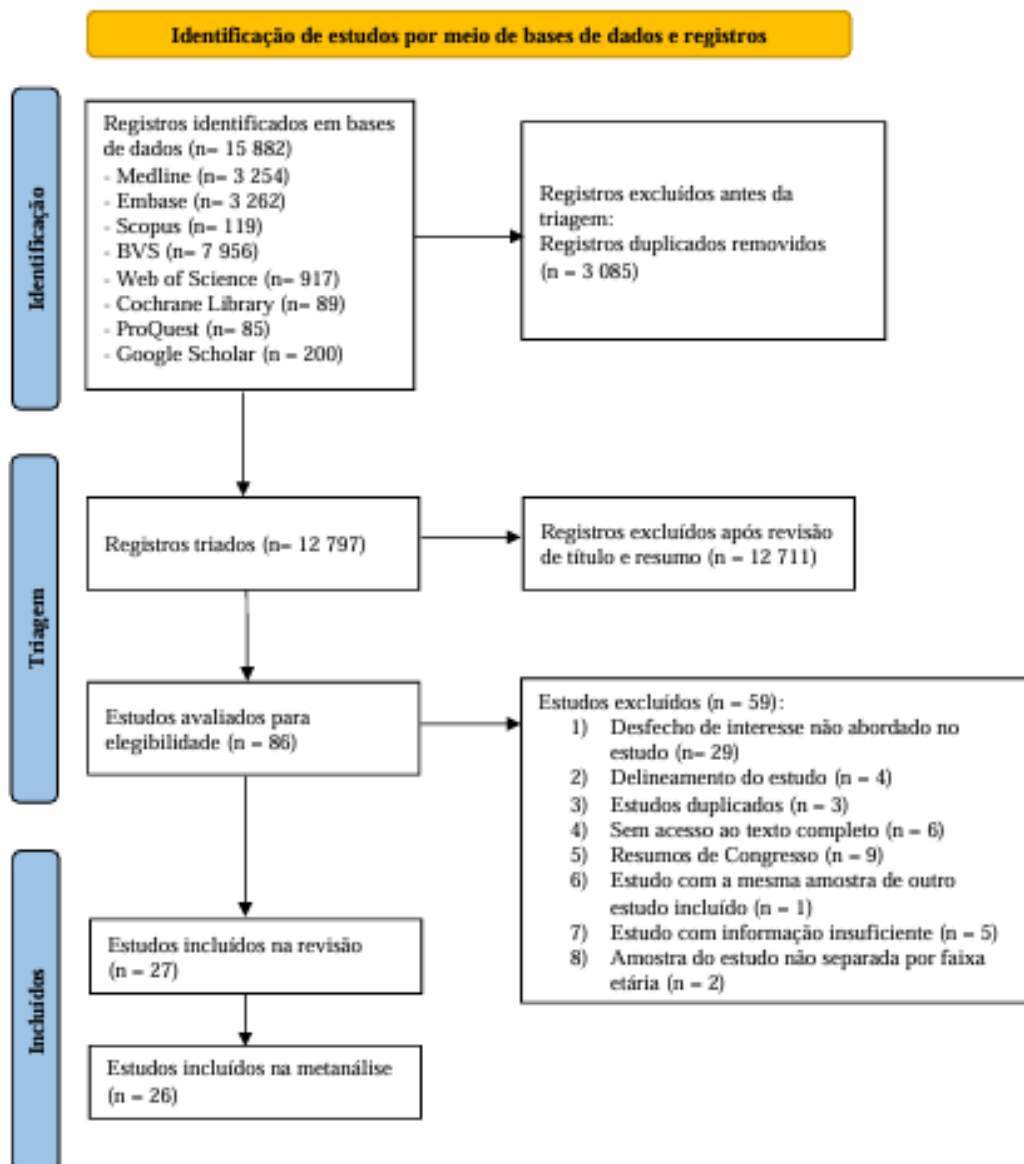 Identificação de estudos por meio de bases de dados e registros
Identificação
Registros identificados em bases
de dados (n= 15 882)
- Medline (n= 3 254)
- Embase (n= 3 262)
- Scopus (n= 119)
- BVS (n= 7 956)
- Web of Science (n= 917)
- Cochrane Library (n= 89)
- ProQuest (n= 85)
- Google Scholar (n = 200)
Registros excluídos antes da
triagem:
Registros duplicados removidos
(n = 3 085)
Triagem
Registros triados (n= 12 797)
Registros excluídos após revisão
de título e resumo (n = 12 711)
Estudos avaliados para
elegibilidade (n = 86)
Estudos excluídos (n = 59):
1) Desfecho de interesse não abordado no
estudo (n= 29)
2) Delineamento do estudo (n = 4)
3) Estudos duplicados (n = 3)
4) Sem acesso ao texto completo (n = 6)
5) Resumos de Congresso (n = 9)
6) Estudo com a mesma amostra de outro
estudo incluído (n = 1)
7) Estudo com informação insuficiente (n = 5)
8) Amostra do estudo não separada por faixa
etária (n = 2)
Incluídos
Estudos incluídos na revisão
(n = 27)
Estudos incluídos na metanálise
(n = 26)